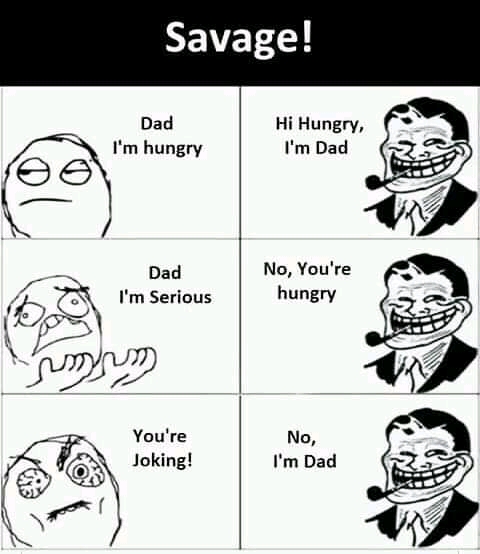 Savage!
Dad
I'm hungry
Hi Hungry,
I'm Dad
Dad
I'm Serious
No, You're
hungry
You're
Joking!
No,
I'm Dad